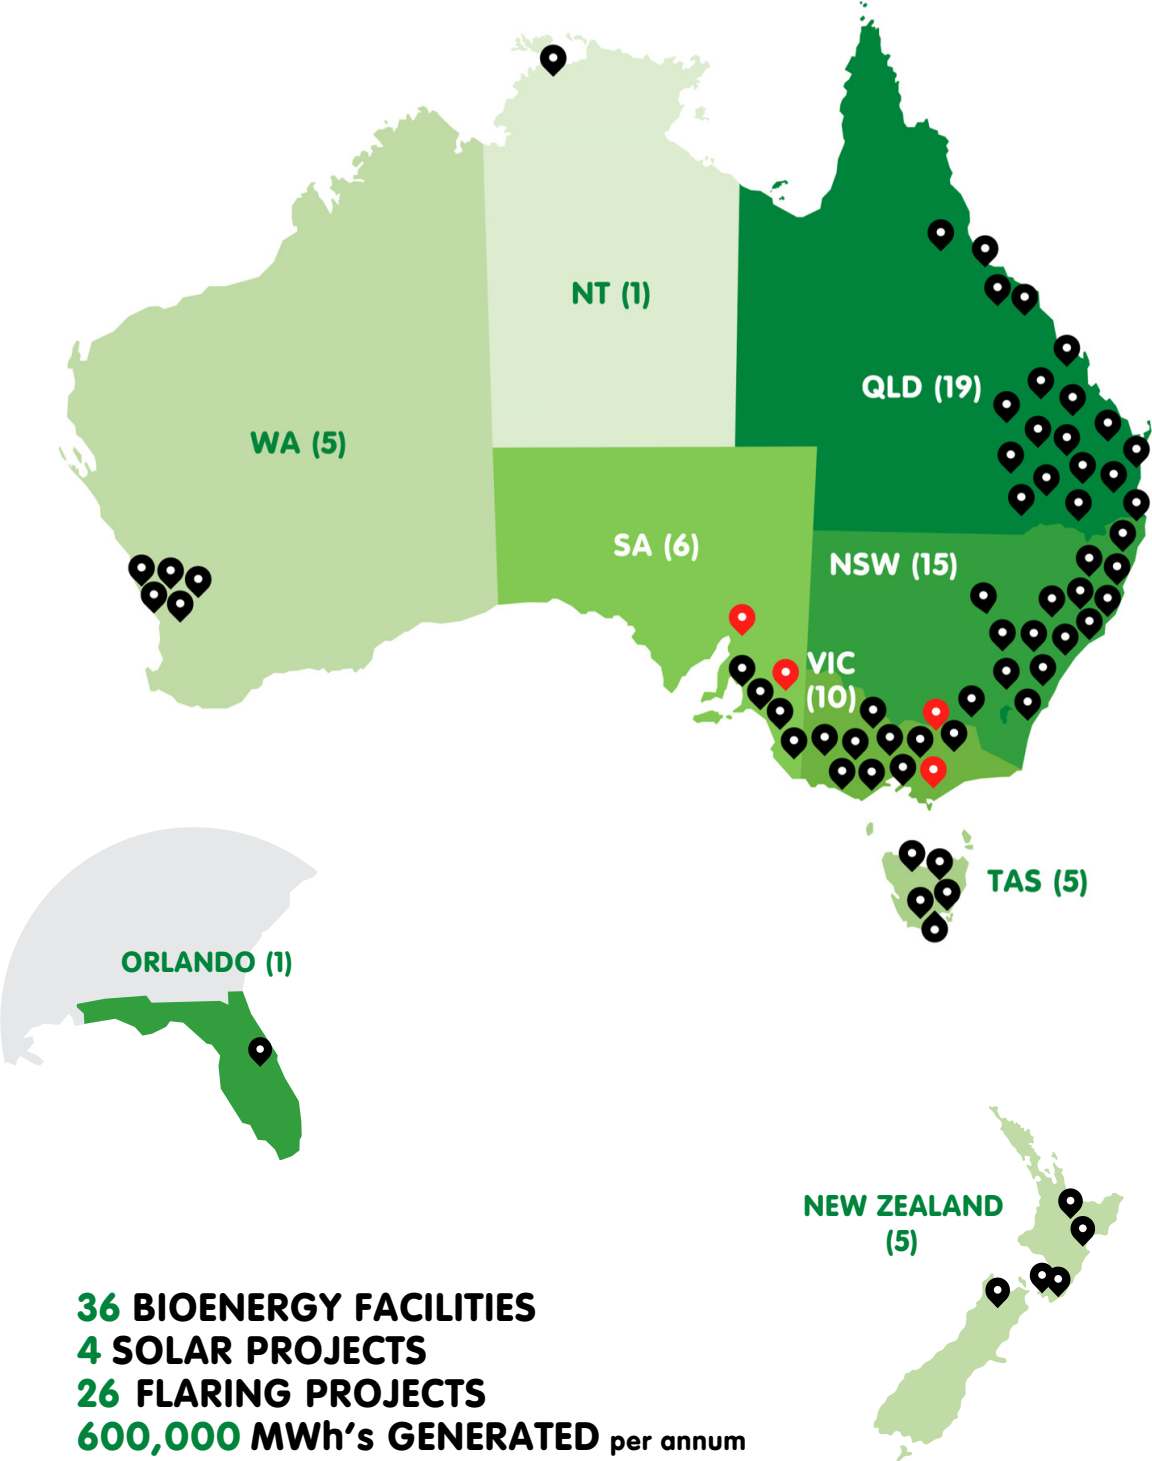 NT (1)
QLD (19)
WA (5)
SA (6)
NSW (15)
VIC
(10)
TAS (5)
ORLANDO (1)
NEW ZEALAND
(5)
36 BIOENERGY FACILITIES
4 SOLAR PROJECTS
26 FLARING PROJECTS
600,000 MWh's GENERATED per annum